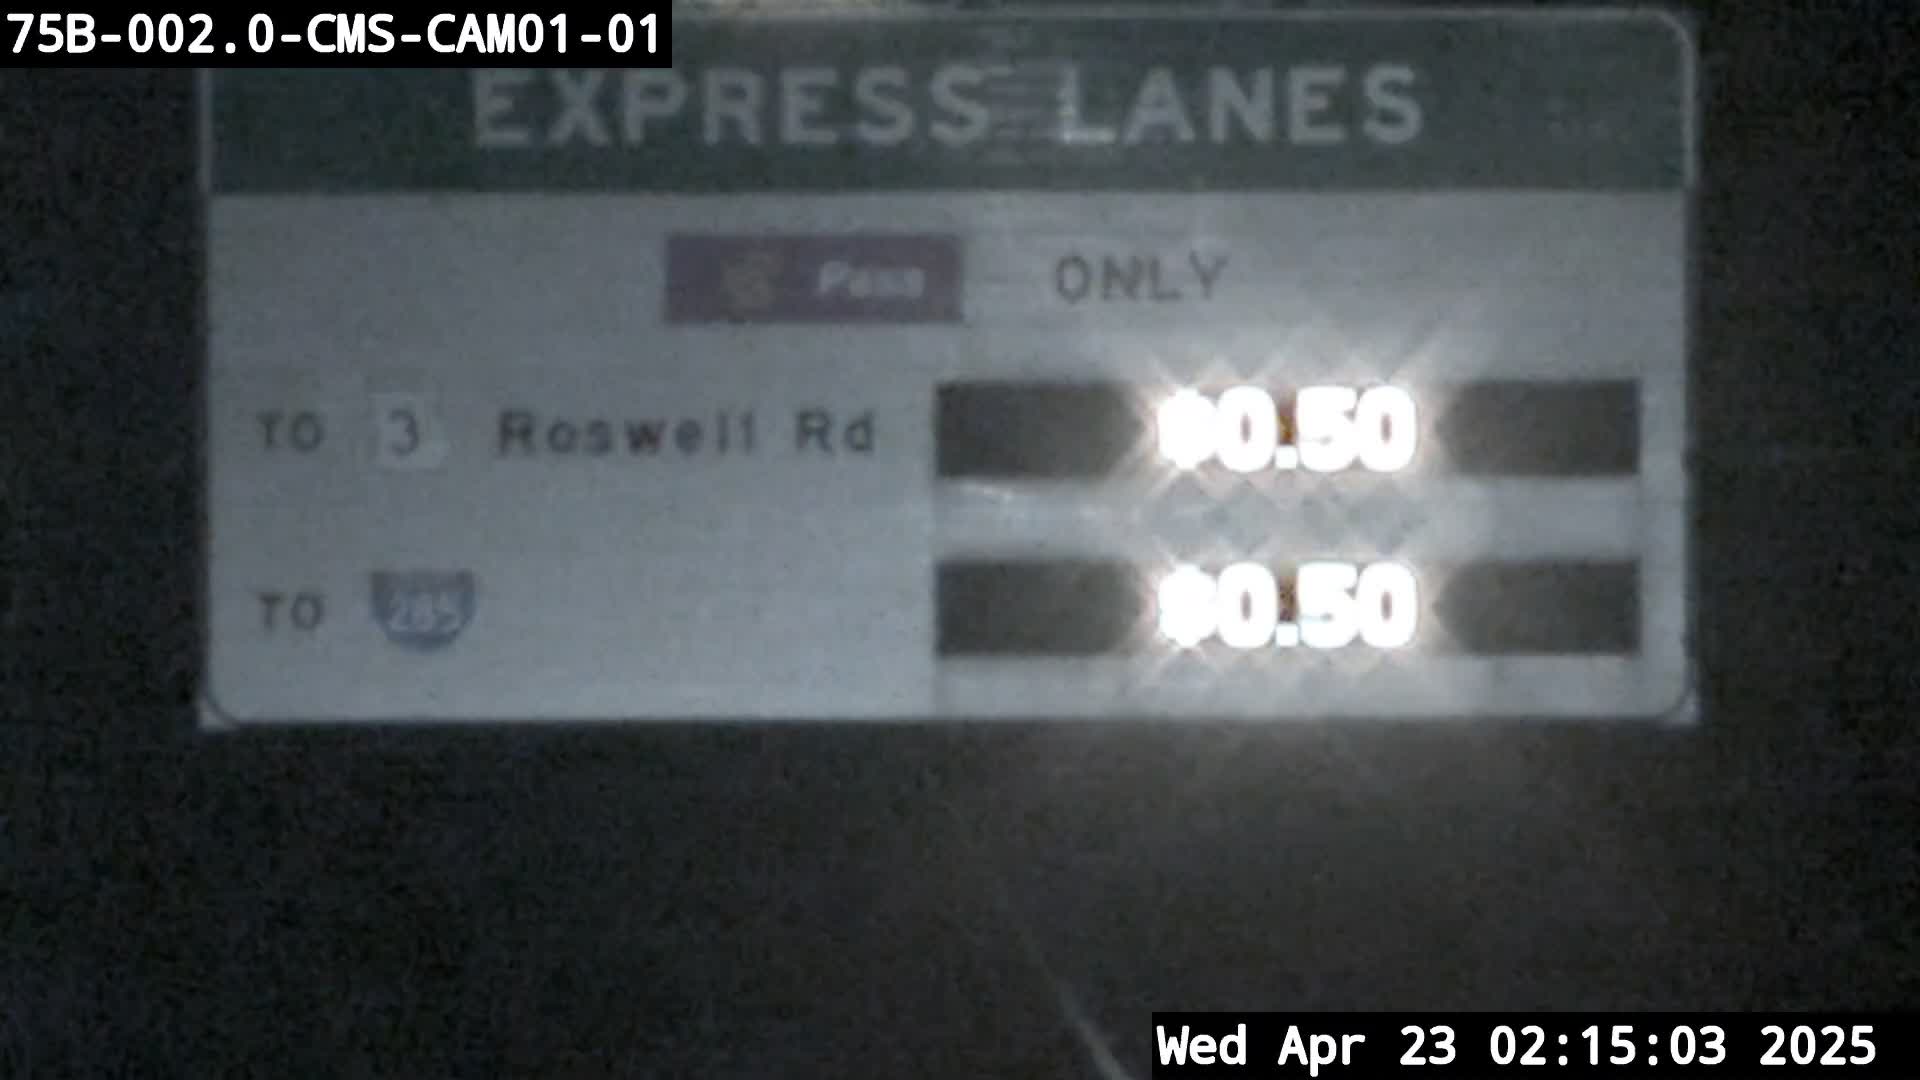 75B-002.0-CMS-CAM01-01
EXPRESS LANES
Pass ONLY
TO 3 Roswell Rd $0.50
TO 285 $0.50
Wed Apr 23 02:15:03 2025